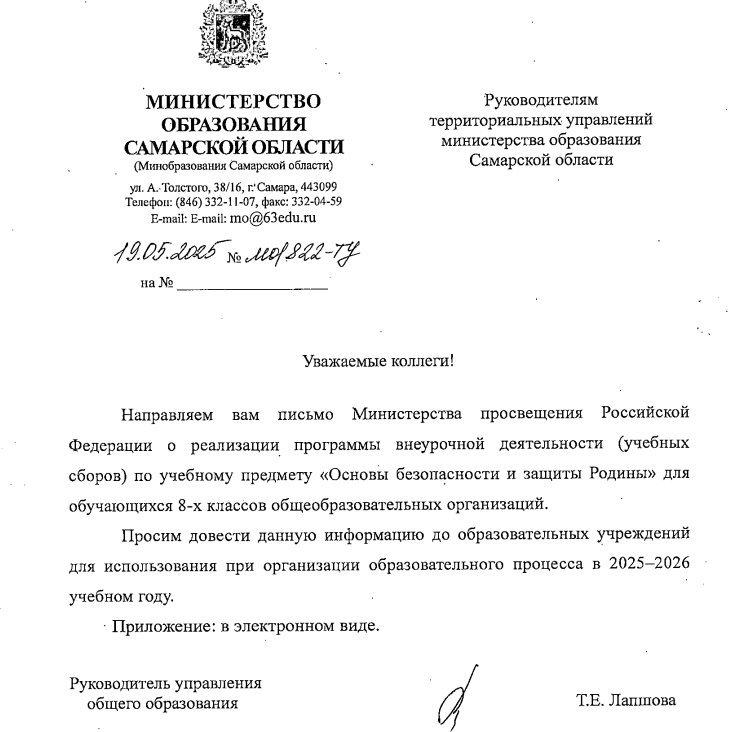 МИНИСТЕРСТВО
ОБРАЗОВАНИЯ
САМАРСКОЙ ОБЛАСТИ
(Минобразования Самарской области)
ул. А. Толстого, 38/16, г. Самара, 443099
Телефон: (846) 332-11-07, факс: 332-04-59
E-mail: E-mail: mo@63edu.ru
19.05.2025 № МО/822-ТУ
на № ____________________
Руководителям
территориальных управлений
министерства образования
Самарской области
Уважаемые коллеги!
Направляем вам письмо Министерства просвещения Российской
Федерации о реализации программы внеурочной деятельности (учебных
сборов) по учебному предмету «Основы безопасности и защиты Родины» для
обучающихся 8-х классов общеобразовательных организаций.
Просим довести данную информацию до образовательных учреждений
для использования при организации образовательного процесса в 2025–2026
учебном году.
Приложение: в электронном виде.
Руководитель управления
общего образования
Т.Е. Лапшова